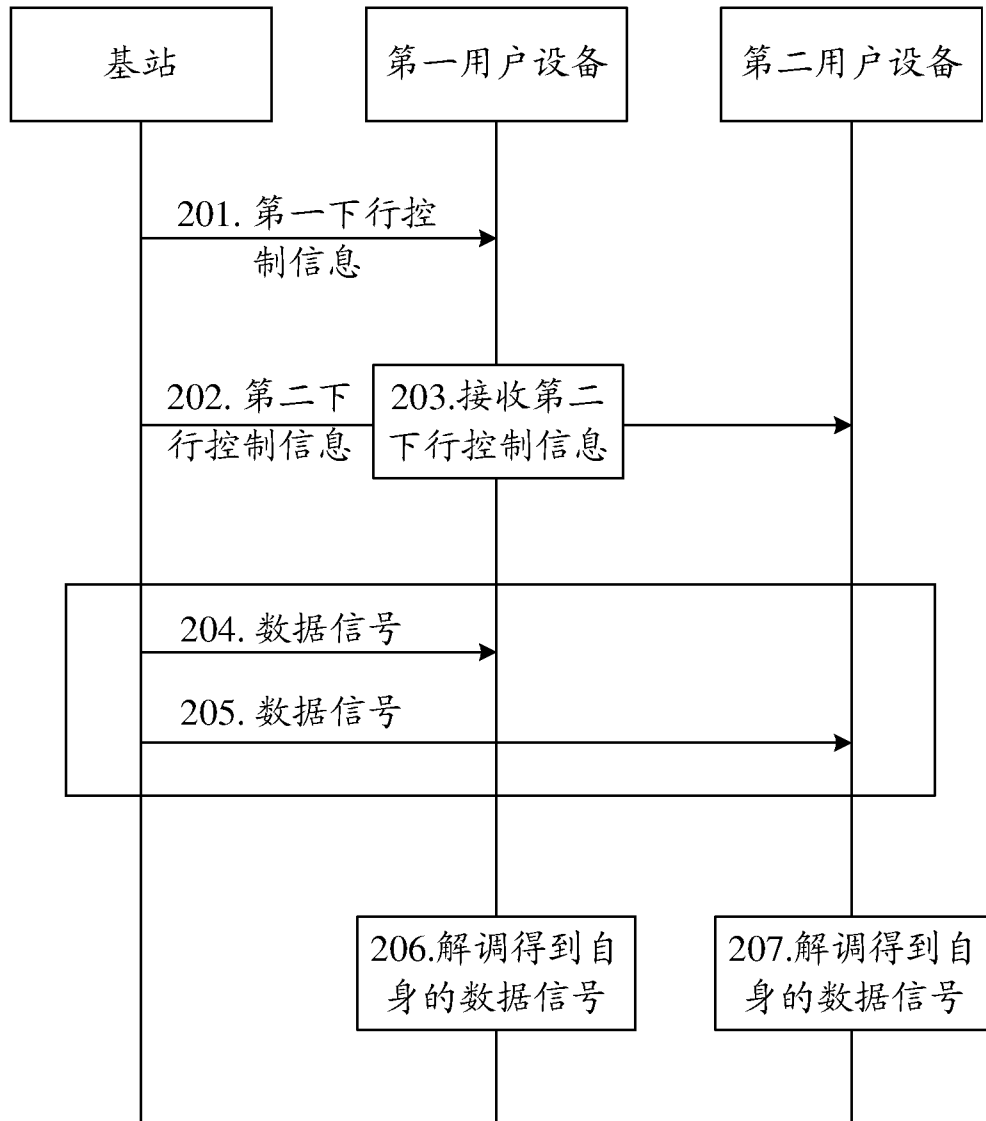 基站
第一用户设备
第二用户设备
201. 第一下行控
制信息
202. 第二下
行控制信息
203.接收第二
下行控制信息
204. 数据信号
205. 数据信号
206.解调得到自
身的数据信号
207.解调得到自
身的数据信号